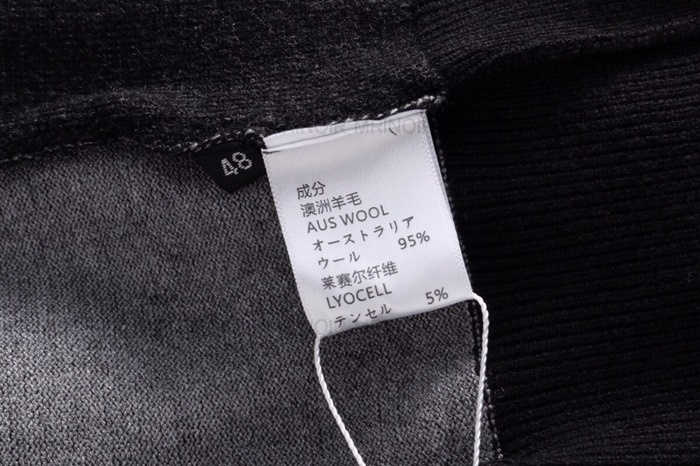 48
成分
澳洲羊毛
AUS WOOL
オーストラリア
ウール 95%
莱赛尔纤维
LYOCELL
テンセル 5%